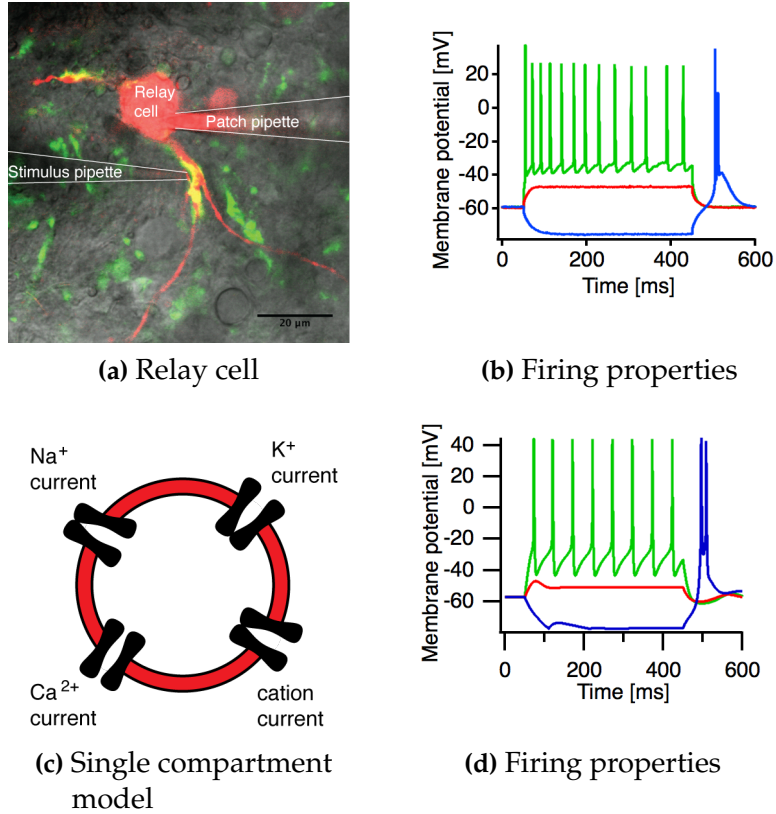 Relay
cell
Patch pipette
Stimulus pipette
20 µm
(a) Relay cell
Membrane potential [mV]
20
0
-20
-40
-60
0
200
400
600
Time [ms]
(b) Firing properties
Na+
current
K+
current
Ca2+
current
cation
current
(c) Single compartment
model
Membrane potential [mV]
40
20
0
-20
-40
-60
0
200
400
600
Time [ms]
(d) Firing properties